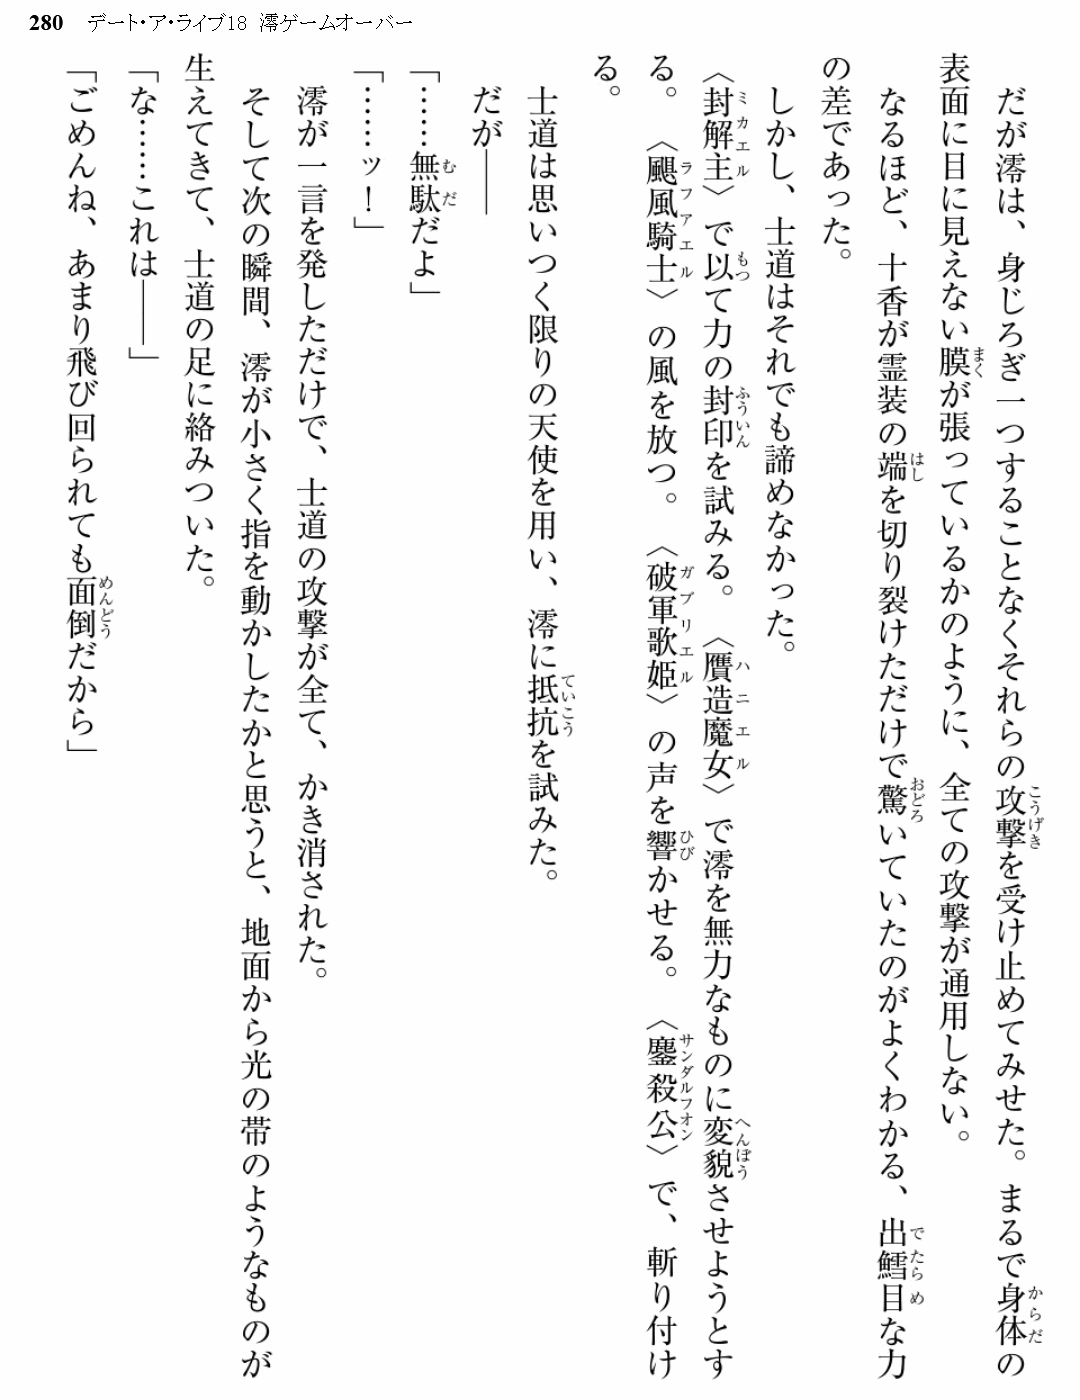 280 デート・ア・ライブ18 澪ゲームオーバー
だが澪は、身じろぎ一つすることなくそれらの攻撃を受け止めてみせた。まるで身体の
表面に目に見えない膜が張っているかのように、全ての攻撃が通用しない。
なるほど、十香が霊装の端を切り裂けただけで驚いていたのがよくわかる、出鱈目な力
の差であった。
しかし、士道はそれでも諦めなかった。
〈封解主〉で以て力の封印を試みる。〈贋造魔女〉で澪を無力なものに変貌させようとす
る。〈颶風騎士〉の風を放つ。〈破軍歌姫〉の声を響かせる。〈鏖殺公〉で、斬り付け
る。
士道は思いつく限りの天使を用い、澪に抵抗を試みた。
だが――
「……無駄だよ」
「……ッ！」
澪が一言を発しただけで、士道の攻撃が全て、かき消された。
そして次の瞬間、澪が小さく指を動かしたかと思うと、地面から光の帯のようなものが
生えてきて、士道の足に絡みついた。
「な……これは――」
「ごめんね、あまり飛び回られても面倒だから」